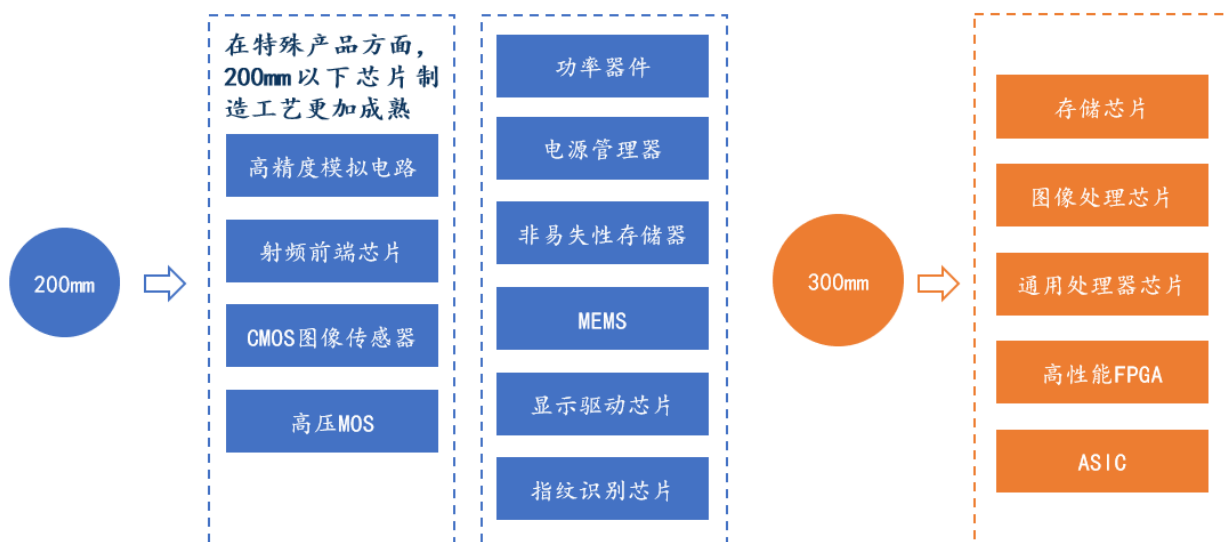 200mm
在特殊产品方面，
200mm以下芯片制
造工艺更加成熟
高精度模拟电路
射频前端芯片
CMOS图像传感器
高压MOS
功率器件
电源管理器
非易失性存储器
MEMS
显示驱动芯片
指纹识别芯片
300mm
存储芯片
图像处理芯片
通用处理器芯片
高性能FPGA
ASIC